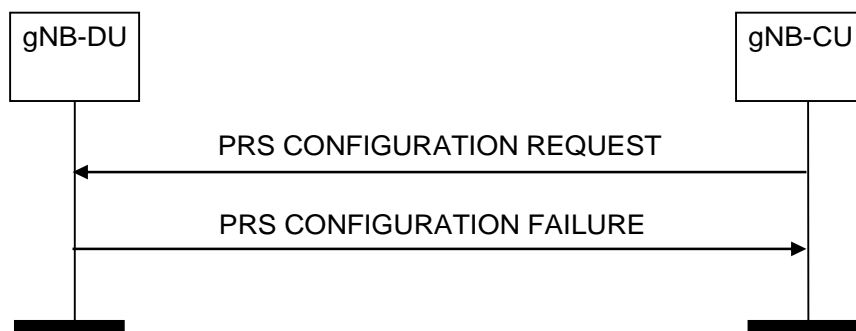 gNB-DU
gNB-CU
PRS CONFIGURATION REQUEST
PRS CONFIGURATION FAILURE